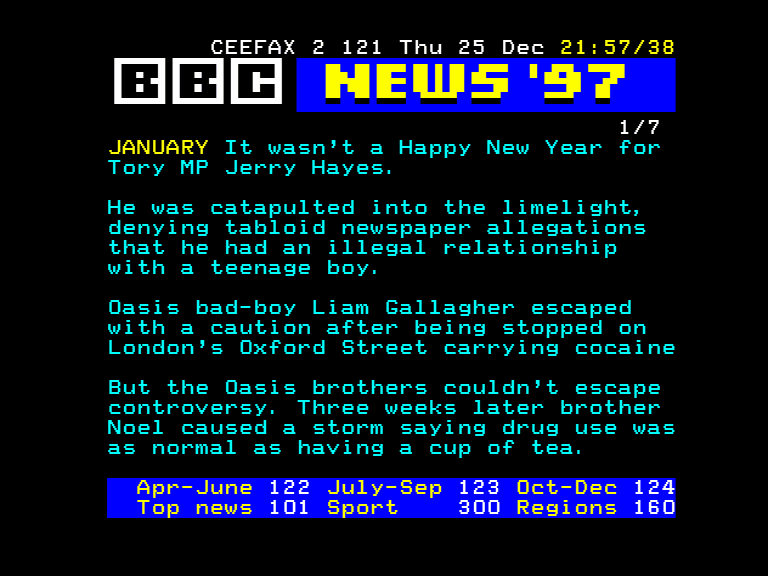 CEEFAX 2 121 Thu 25 Dec 21:57/38
BBC NEWS '97
1/7
JANUARY It wasn't a Happy New Year for
Tory MP Jerry Hayes.
He was catapulted into the limelight,
denying tabloid newspaper allegations
that he had an illegal relationship
with a teenage boy.
Oasis bad-boy Liam Gallagher escaped
with a caution after being stopped on
London's Oxford Street carrying cocaine
But the Oasis brothers couldn't escape
controversy. Three weeks later brother
Noel caused a storm saying drug use was
as normal as having a cup of tea.
Apr-June 122 July-Sep 123 Oct-Dec 124
Top news 101 Sport 300 Regions 160